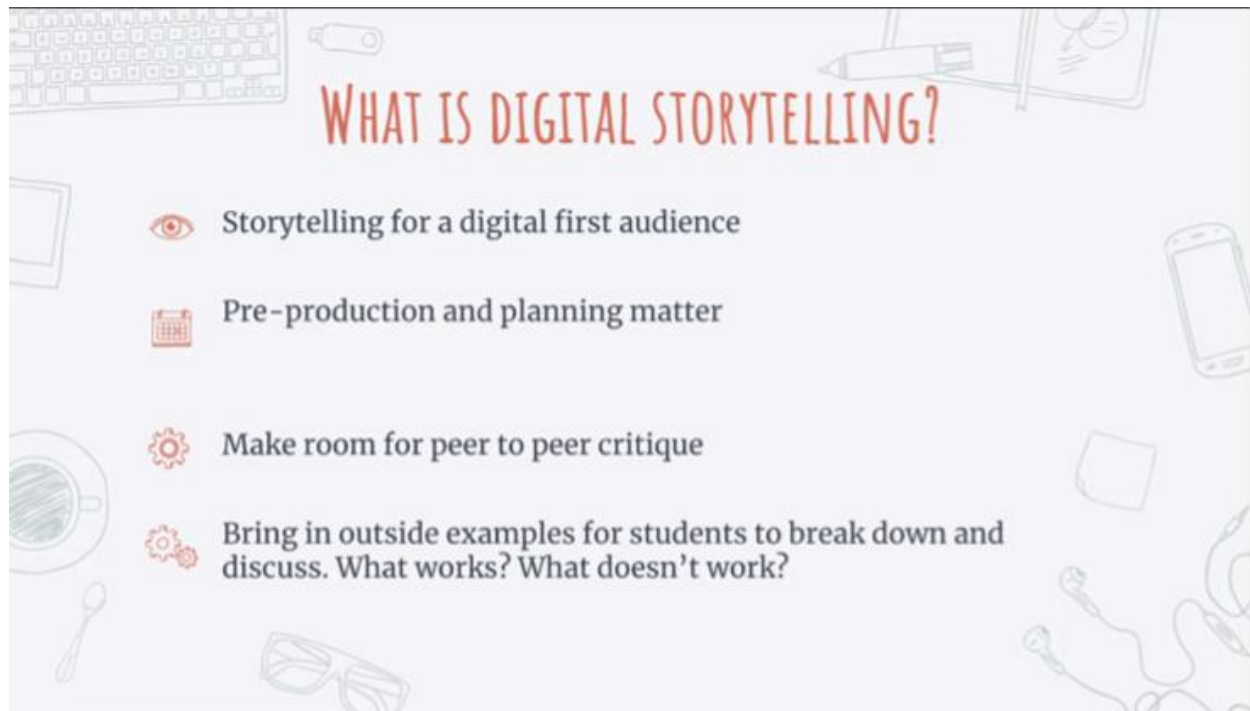 WHAT IS DIGITAL STORYTELLING?
Storytelling for a digital first audience
Pre-production and planning matter
Make room for peer to peer critique
Bring in outside examples for students to break down and
discuss. What works? What doesn't work?